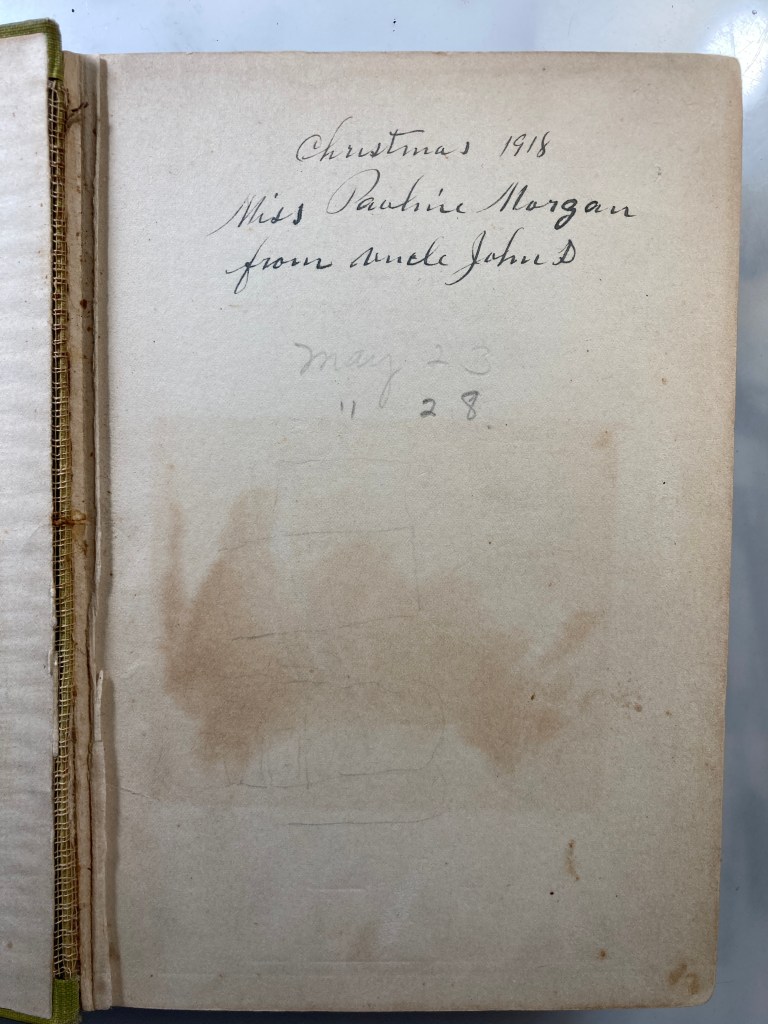 Christmas 1918
Miss Pauline Morgan
from uncle John D
May 23
" 28